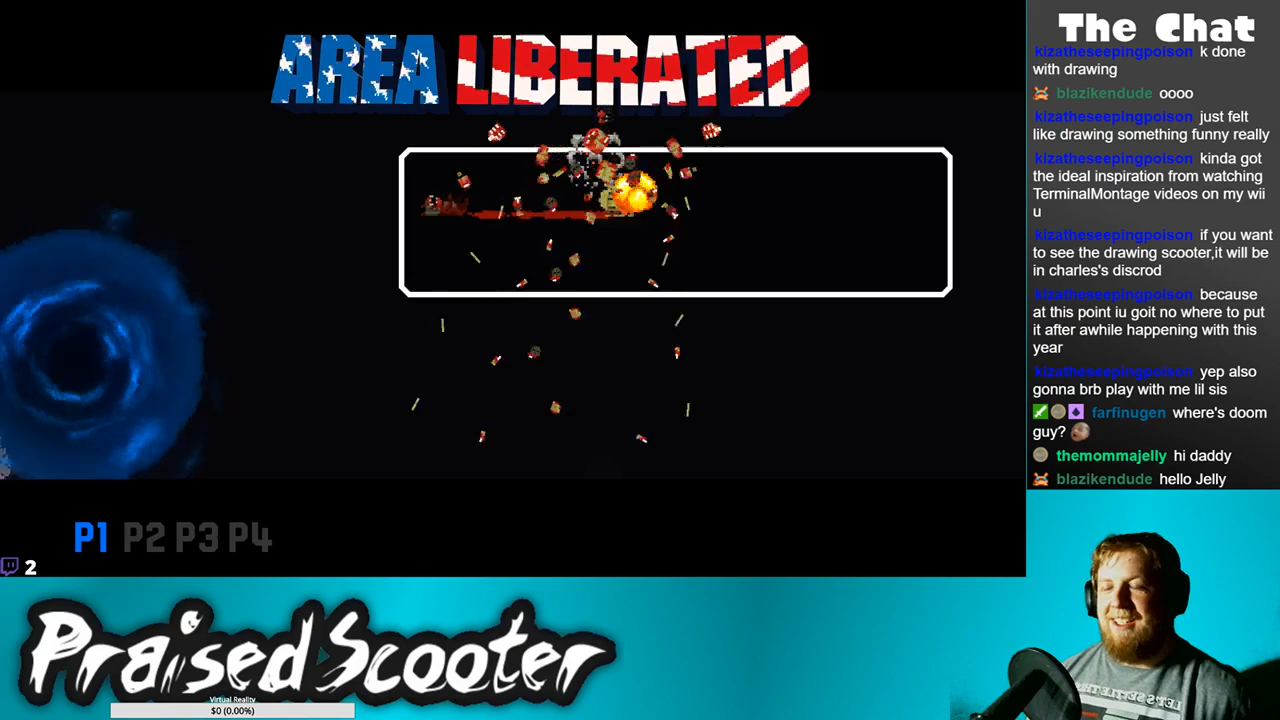 AREA LIBERATED
The Chat
kizatheseepingpoison k done
with drawing
blazikendude oooo
kizatheseepingpoison just felt
like drawing something funny really
kizatheseepingpoison kinda got
the ideal inspiration from watching
TerminalMontage videos on my wii
u
kizatheseepingpoison if you want
to see the drawing scooter,it will be
in charles's discrod
kizatheseepingpoison because
at this point iu goit no where to put
it after awhile happening with this
year
kizatheseepingpoison yep also
gonna brb play with me lil sis
farfinugen where's doom
guy?
themommajelly hi daddy
blazikendude hello Jelly
P1 P2 P3 P4
2
PraisedScooter
Virtual Reality
$0 (0.00%)